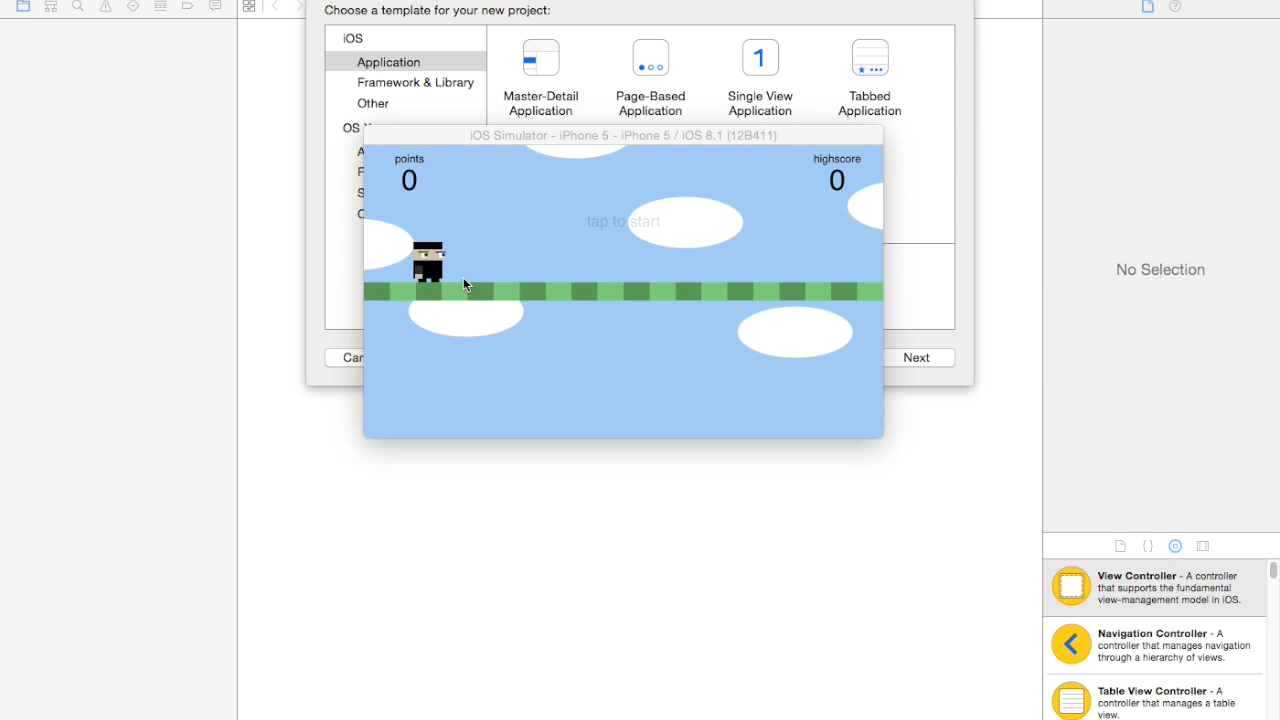 Choose a template for your new project:
iOS
Application
Framework & Library
Other
OS
Master-Detail
Application
Page-Based
Application
1
Single View
Application
Tabbed
Application
iOS Simulator - iPhone 5 - iPhone 5 / iOS 8.1 (12B411)
points
0
highscore
0
tap to start
Next
No Selection
View Controller - A controller
that supports the fundamental
view-management model in iOS.
Navigation Controller - A
controller that manages navigation
through a hierarchy of views.
Table View Controller - A
controller that manages a table
view.